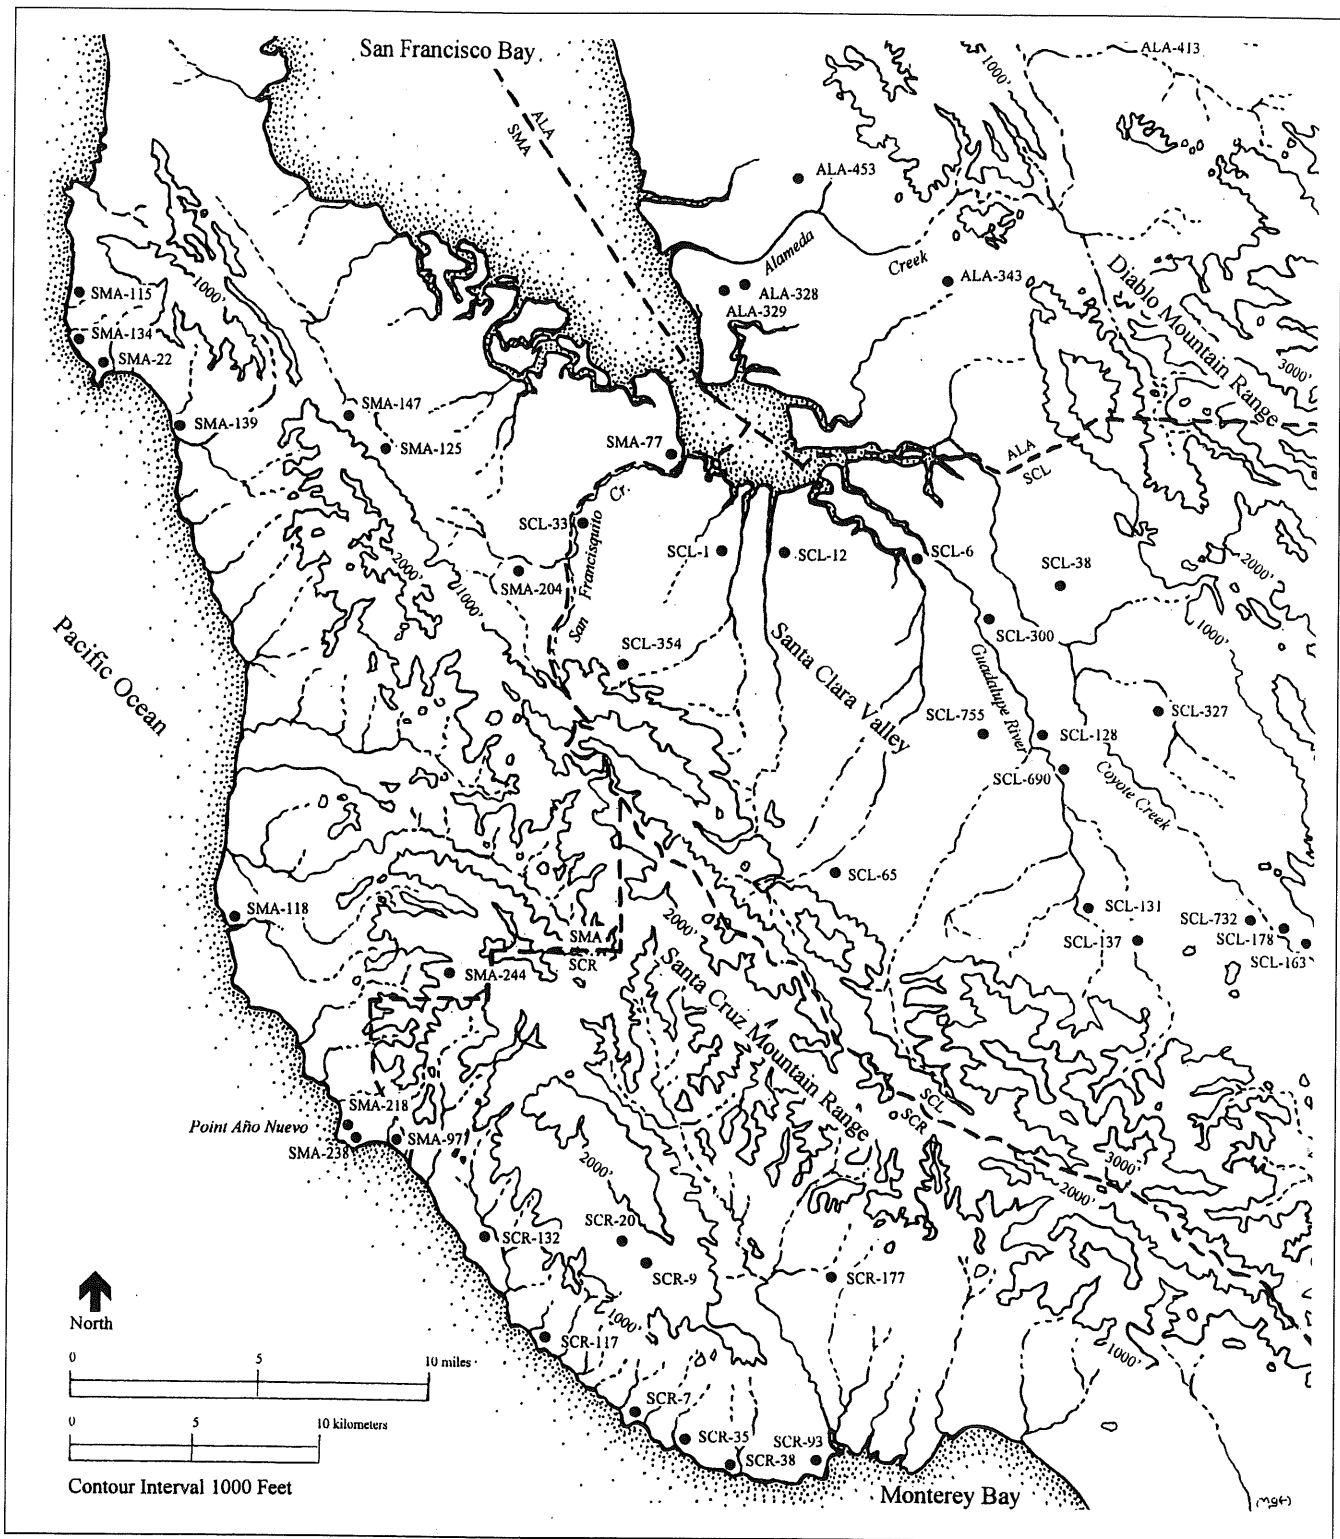 San Francisco Bay
ALA-413
1000'
ALA
SMA
ALA-453
Alameda
Creek
Diablo Mountain Range
1000'
SMA-115
ALA-328
ALA-343
ALA-329
SMA-134
SMA-22
3000'
SMA-147
SMA-139
SMA-125
SMA-77
ALA
SCL
Cr.
SCL-33
Francisquito
San
SCL-1
SCL-12
SCL-6
SCL-38
2000'
2000'
1000'
SMA-204
Pacific Ocean
SCL-300
1000'
SCL-354
Santa Clara Valley
Guadalupe River
SCL-755
SCL-327
SCL-128
SCL-690
Coyote Creek
SCL-65
SMA-118
2000'
SCL-131
SCL-732
SMA
SCR
SCL-137
SCL-178
SCL-163
SMA-244
Santa Cruz Mountain Range
SCL
SCR
SMA-218
Point Año Nuevo
SMA-97
SMA-238
2000'
3000'
2000'
SCR-20
SCR-132
SCR-9
SCR-177
North
1000'
SCR-117
1000'
0 5 10 miles
0 5 10 kilometers
SCR-7
SCR-35
SCR-93
SCR-38
Contour Interval 1000 Feet
Monterey Bay